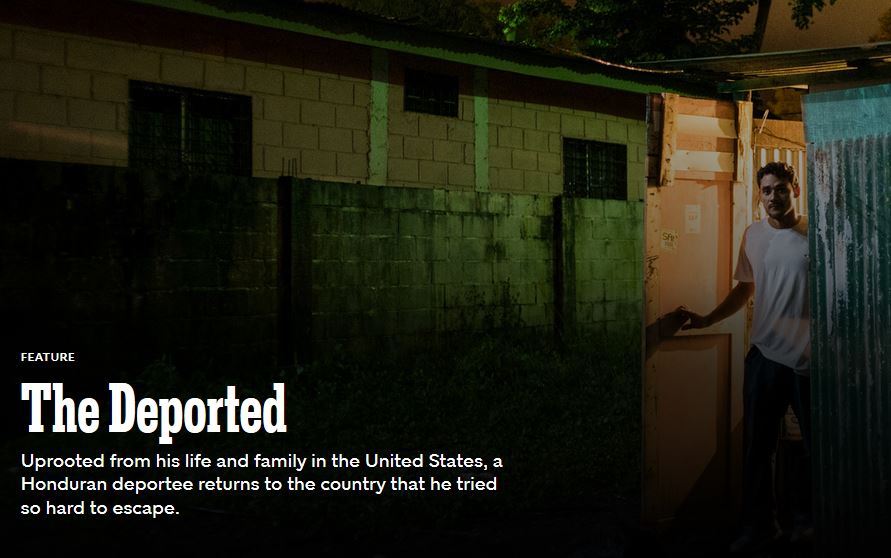 FEATURE
The Deported
Uprooted from his life and family in the United States, a
Honduran deportee returns to the country that he tried
so hard to escape.